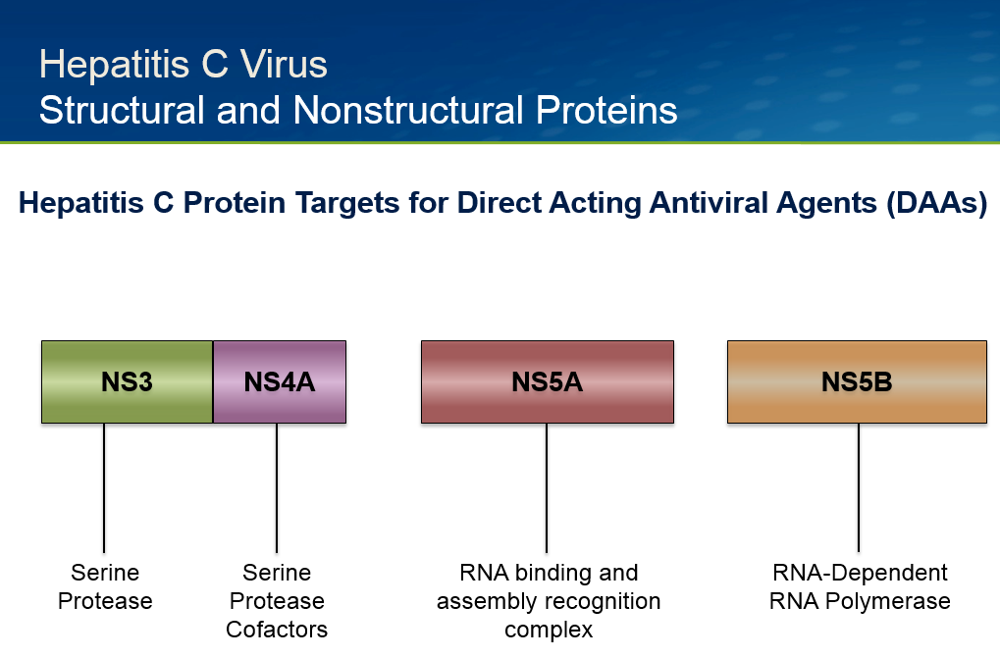 Hepatitis C Virus
Structural and Nonstructural Proteins
Hepatitis C Protein Targets for Direct Acting Antiviral Agents (DAAs)
NS3
NS4A
NS5A
NS5B
Serine
Protease
Serine
Protease
Cofactors
RNA binding and
assembly recognition
complex
RNA-Dependent
RNA Polymerase